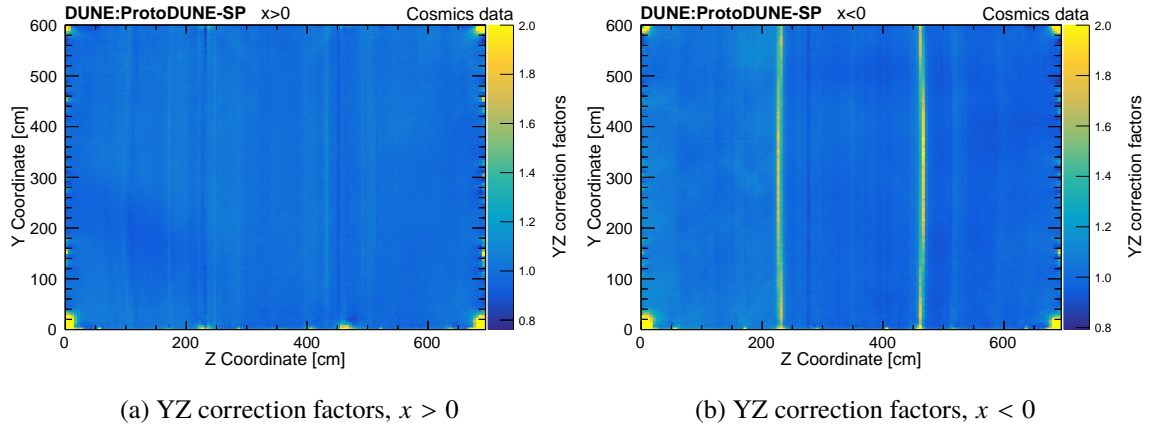 DUNE:ProtoDUNE-SP x>0 Cosmics data
600
500
400
300
200
100
0
Y Coordinate [cm]
0 200 400 600
Z Coordinate [cm]
2.0
1.8
1.6
1.4
1.2
1.0
0.8
YZ correction factors
(a) YZ correction factors, x > 0
DUNE:ProtoDUNE-SP x<0 Cosmics data
600
500
400
300
200
100
0
Y Coordinate [cm]
0 200 400 600
Z Coordinate [cm]
2.0
1.8
1.6
1.4
1.2
1.0
0.8
YZ correction factors
(b) YZ correction factors, x < 0